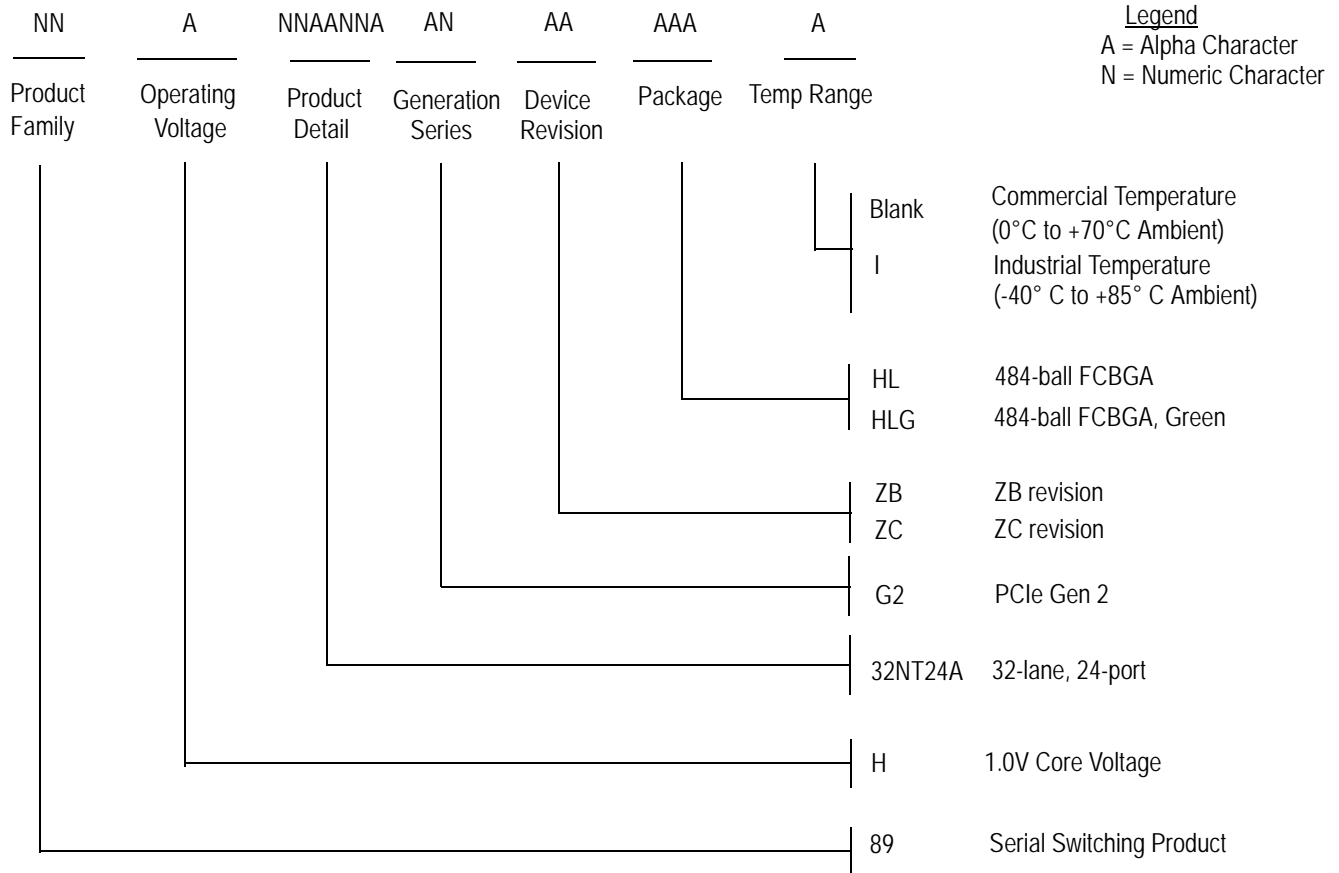 NN A NNAANNA AN AA AAA A
Legend
A = Alpha Character
N = Numeric Character
Product Family
Operating Voltage
Product Detail
Generation Series
Device Revision
Package
Temp Range
Blank Commercial Temperature
(0°C to +70°C Ambient)
I Industrial Temperature
(-40° C to +85° C Ambient)
HL 484-ball FCBGA
HLG 484-ball FCBGA, Green
ZB ZB revision
ZC ZC revision
G2 PCIe Gen 2
32NT24A 32-lane, 24-port
H 1.0V Core Voltage
89 Serial Switching Product